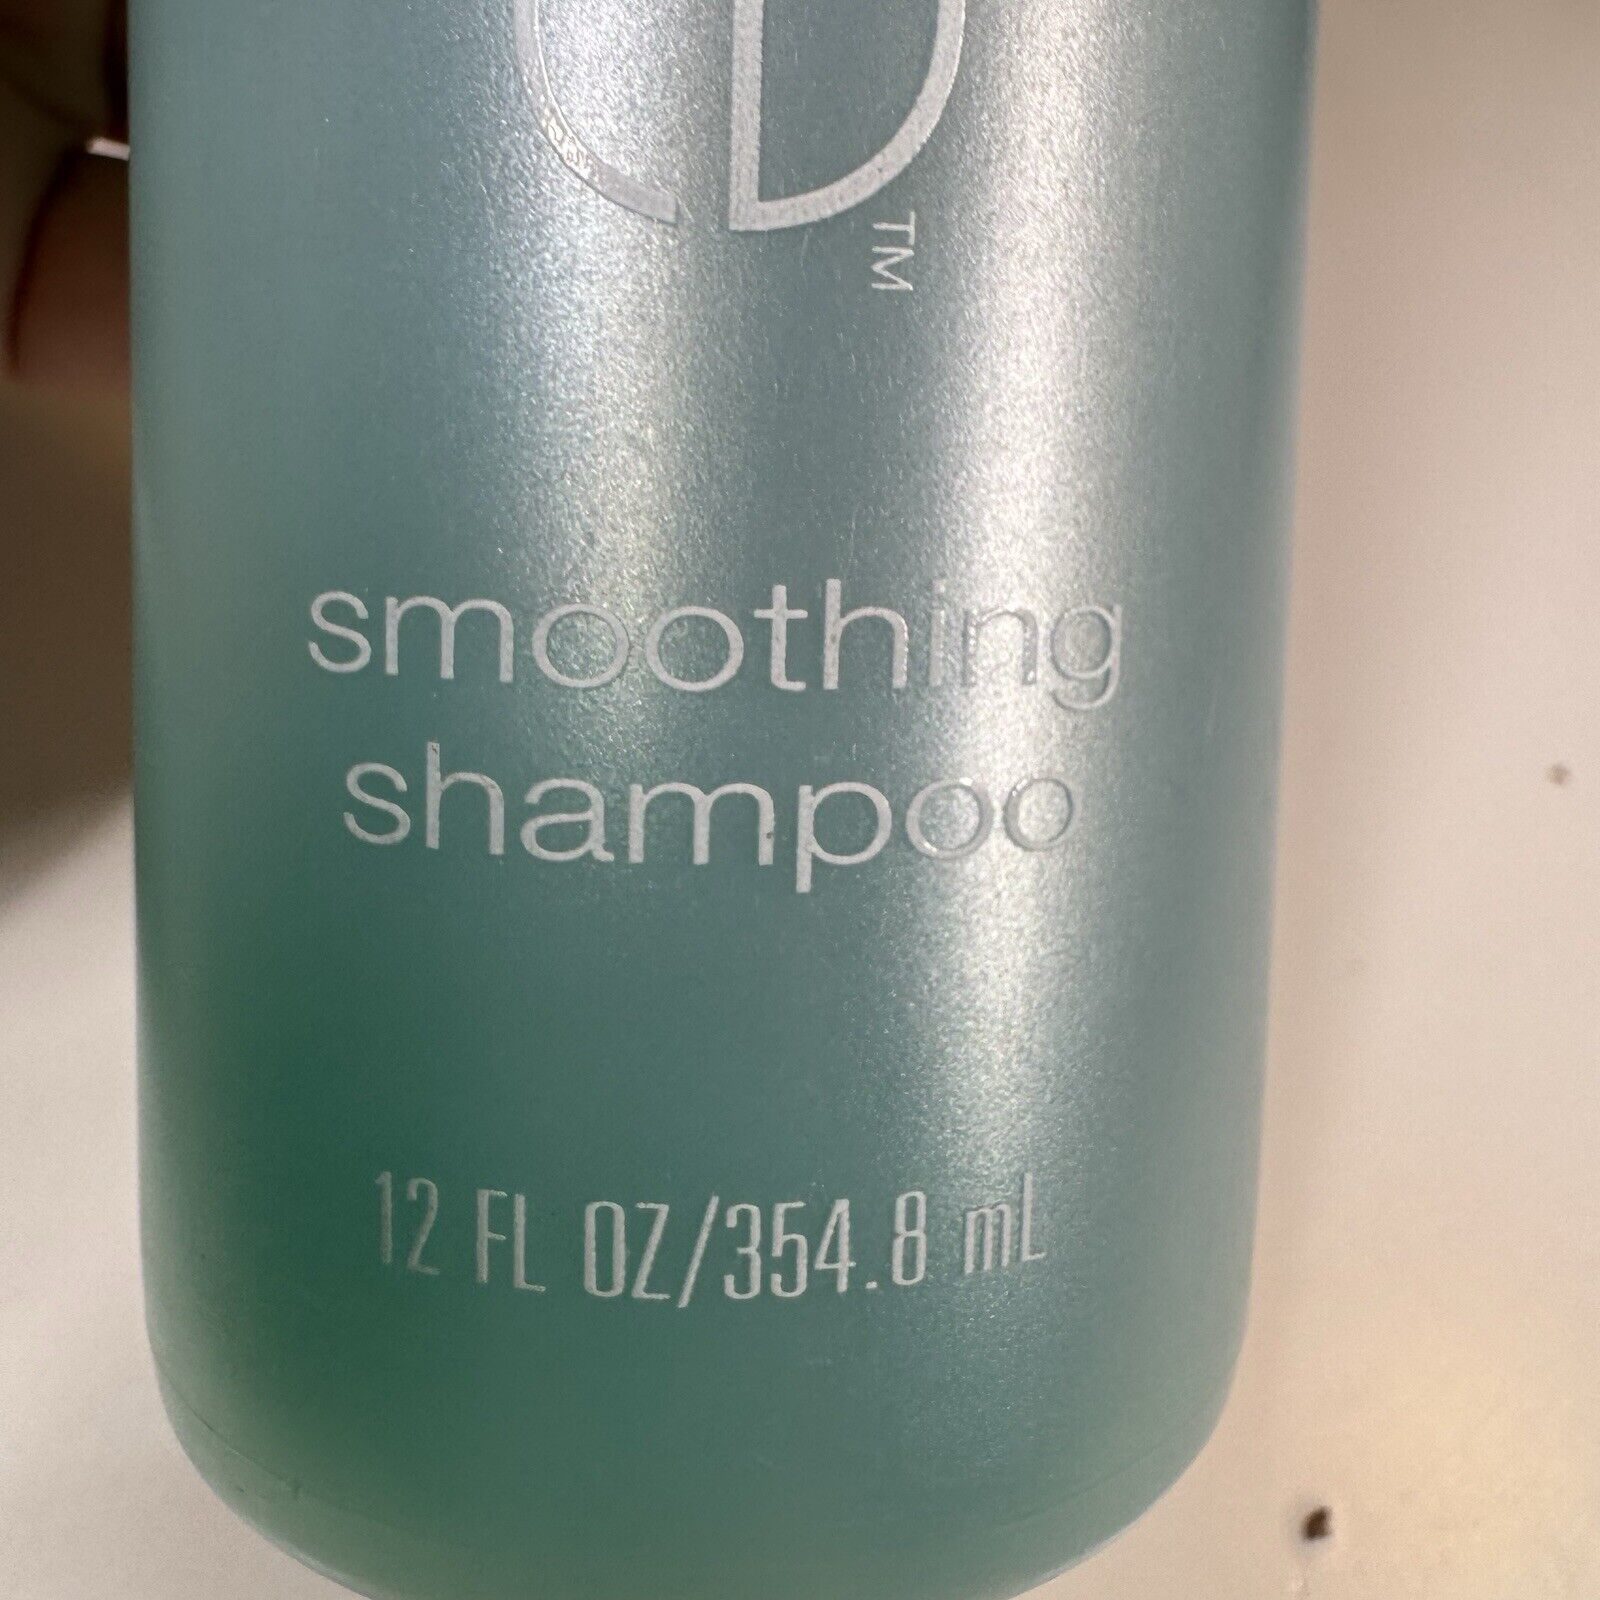 TM
smoothing
shampoo
12 FL OZ/354.8 mL